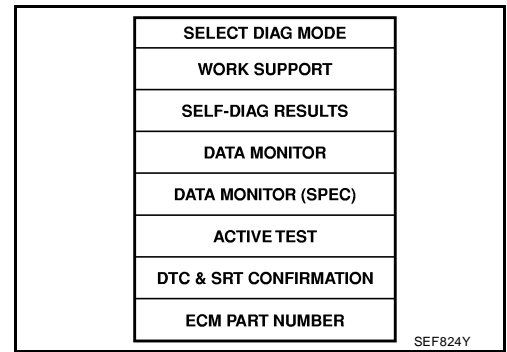 SELECT DIAG MODE
WORK SUPPORT
SELF-DIAG RESULTS
DATA MONITOR
DATA MONITOR (SPEC)
ACTIVE TEST
DTC & SRT CONFIRMATION
ECM PART NUMBER
SEF824Y